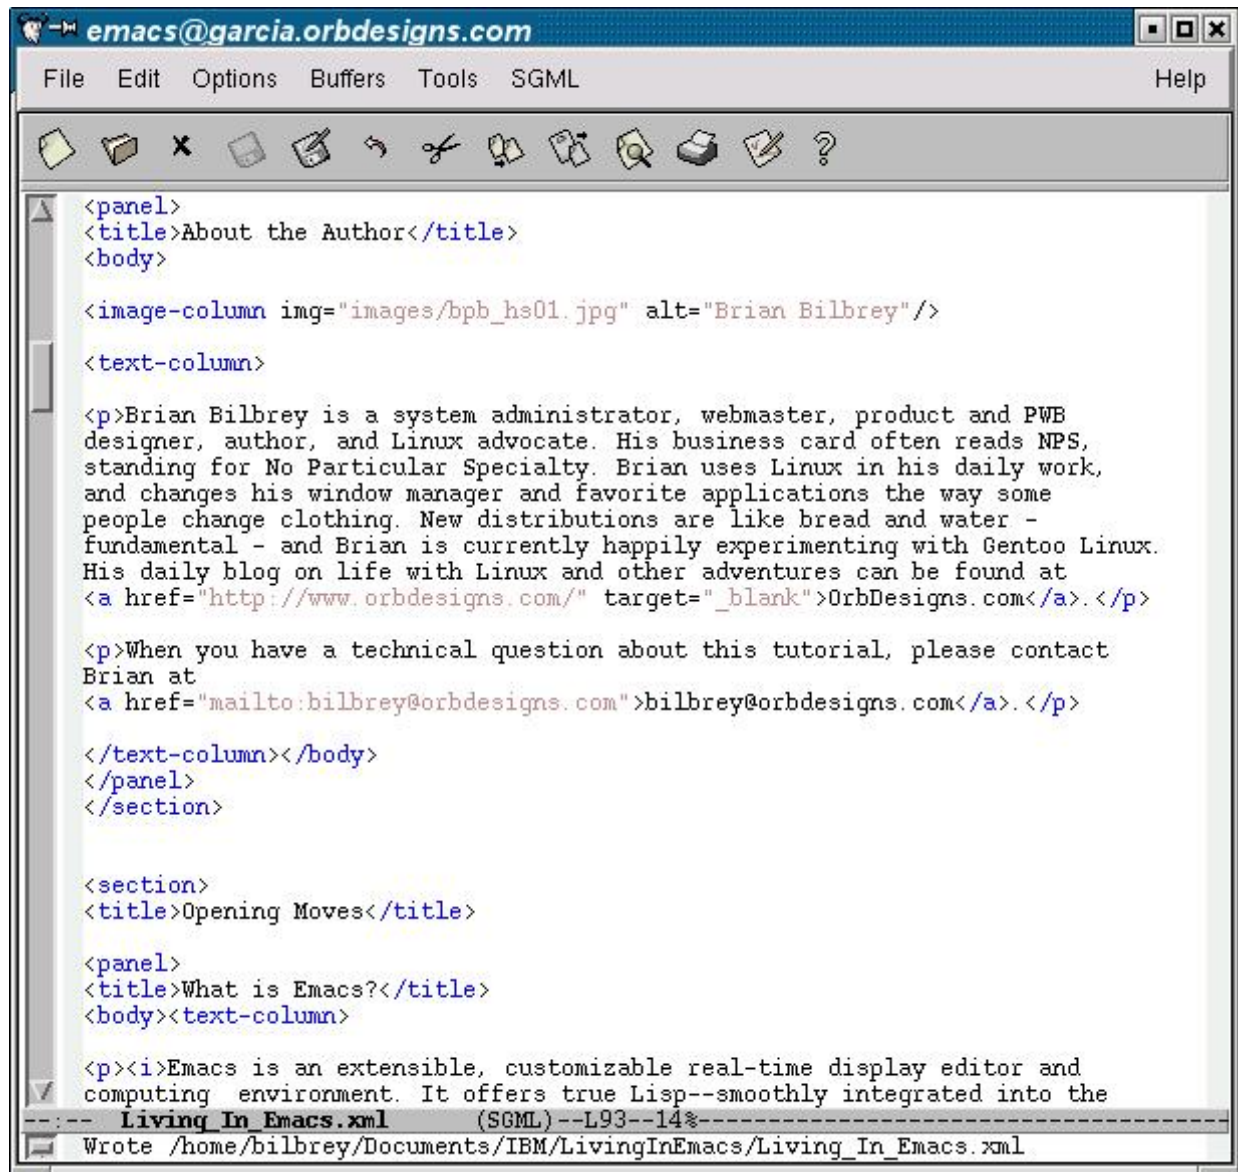 emacs@garcia.orbdesigns.com
File Edit Options Buffers Tools SGML Help
<panel>
<title>About the Author</title>
<body>
<image-column img="images/bpb_hs01.jpg" alt="Brian Bilbrey"/>
<text-column>
<p>Brian Bilbrey is a system administrator, webmaster, product and PWB
designer, author, and Linux advocate. His business card often reads NPS,
standing for No Particular Specialty. Brian uses Linux in his daily work,
and changes his window manager and favorite applications the way some
people change clothing. New distributions are like bread and water -
fundamental - and Brian is currently happily experimenting with Gentoo Linux.
His daily blog on life with Linux and other adventures can be found at
<a href="http://www.orbdesigns.com/" target="_blank">OrbDesigns.com</a>.</p>
<p>When you have a technical question about this tutorial, please contact
Brian at
<a href="mailto:bilbrey@orbdesigns.com">bilbrey@orbdesigns.com</a>.</p>
</text-column></body>
</panel>
</section>
<section>
<title>Opening Moves</title>
<panel>
<title>What is Emacs?</title>
<body><text-column>
<p><i>Emacs is an extensible, customizable real-time display editor and
computing  environment. It offers true Lisp--smoothly integrated into the
--:-- Living_In_Emacs.xml (SGML)--L93--14%--------------------------------------------
Wrote /home/bilbrey/Documents/IBM/LivingInEmacs/Living_In_Emacs.xml